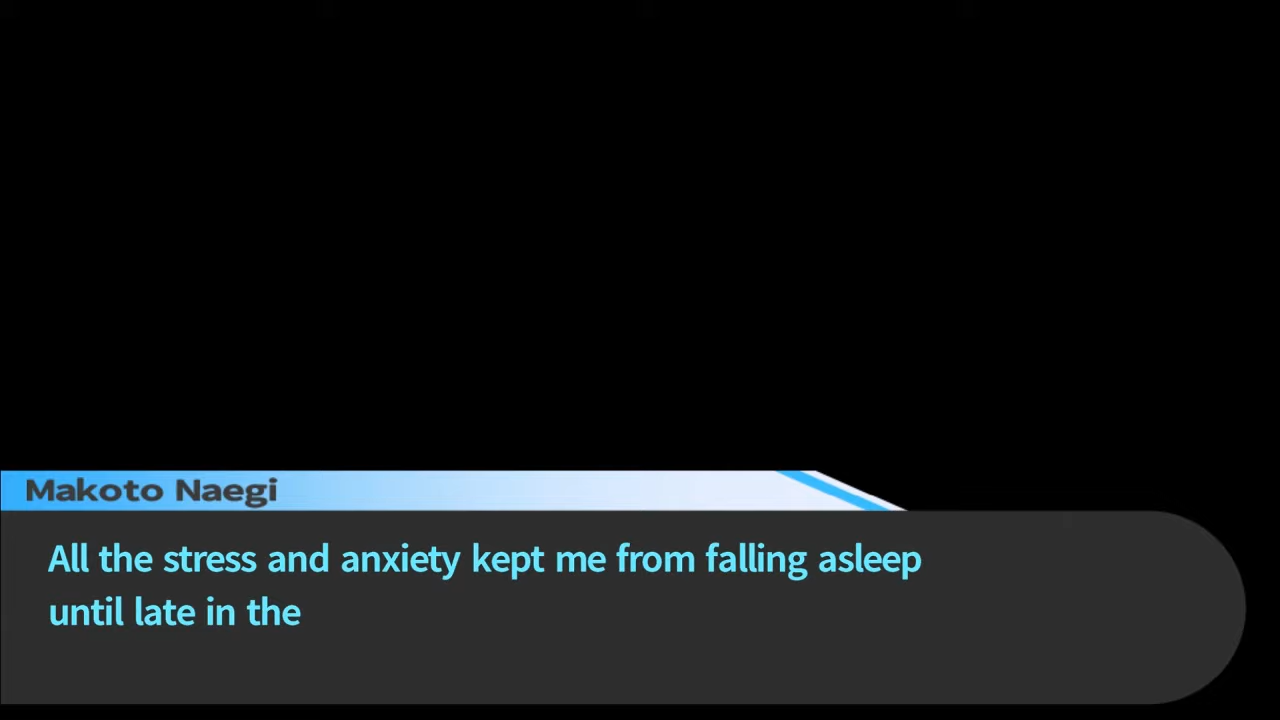 Makoto Naegi
All the stress and anxiety kept me from falling asleep
until late in the